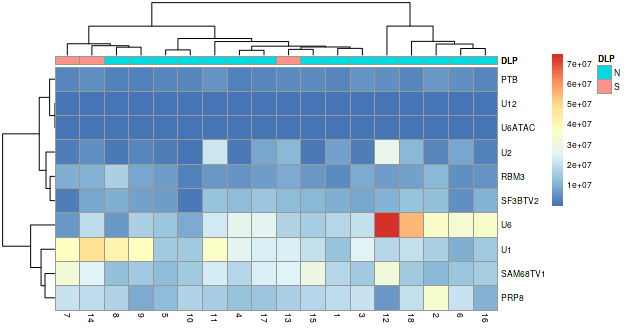 DLP
PTB
U12
U6ATAC
U2
RBM3
SF3BTV2
U6
U1
SAM68TV1
PRP8
7 14 8 9 5 10 11 4 17 13 15 1 3 12 18 2 6 16
7e+07
6e+07
5e+07
4e+07
3e+07
2e+07
1e+07
DLP
N
S